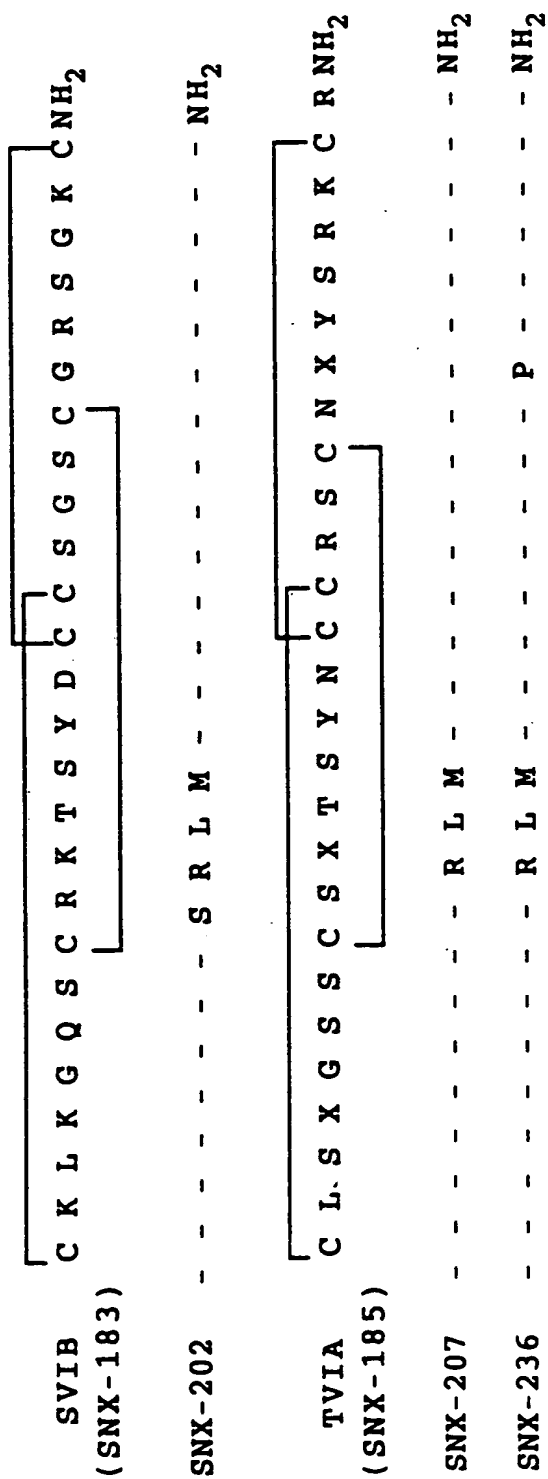 SVIB C K L K G Q S C R K T S Y D C C S G S C G R S G K C NH₂
(SNX-183)
SNX-202 - - - - - - - - S R L M - - - - - - - - - - - - - - NH₂
TVIA C L S X G S S C S X T S Y N C C R S C N X Y S R K C R NH₂
(SNX-185)
SNX-207 - - - - - - - - - R L M - - - - - - - - - - - - - - - NH₂
SNX-236 - - - - - - - - - R L M - - - - - - - - P - - - - - - NH₂